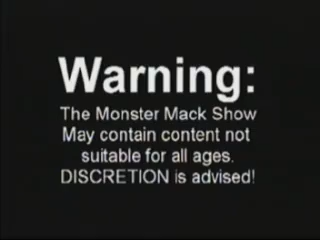 Warning:
The Monster Mack Show
May contain content not
suitable for all ages.
DISCRETION is advised!